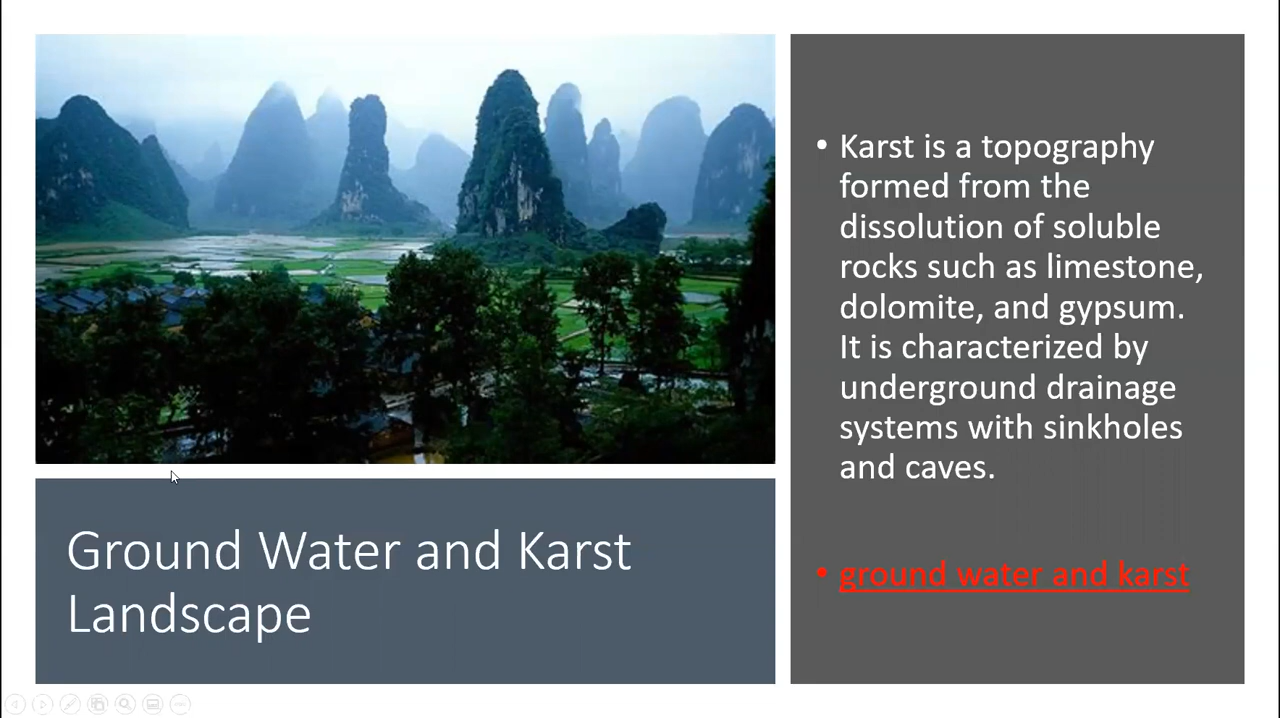 Ground Water and Karst
Landscape
• Karst is a topography
formed from the
dissolution of soluble
rocks such as limestone,
dolomite, and gypsum.
It is characterized by
underground drainage
systems with sinkholes
and caves.
• ground water and karst